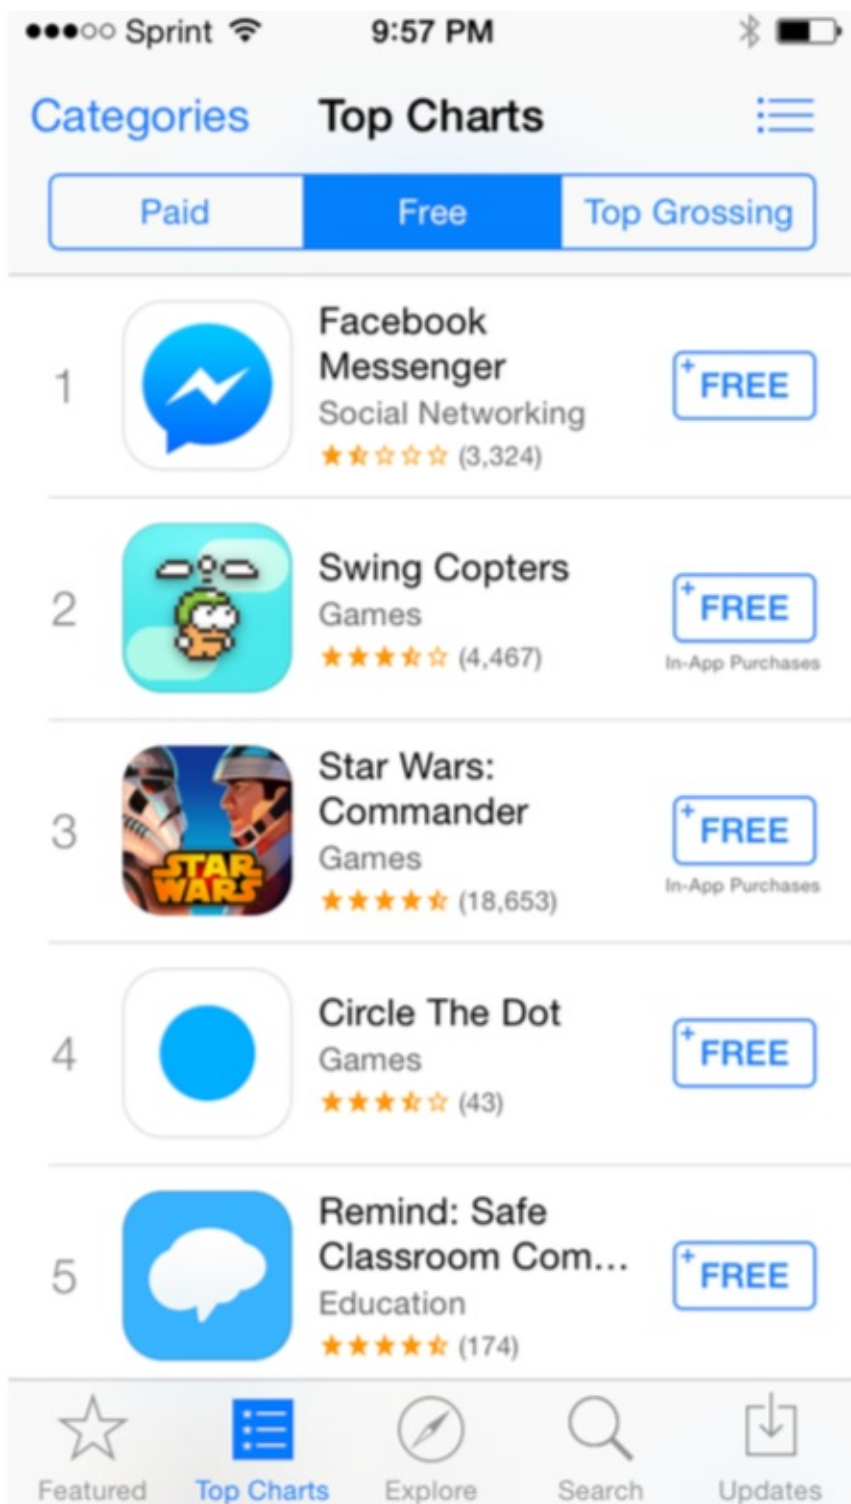 Sprint 9:57 PM
Categories Top Charts
Paid Free Top Grossing
Facebook
Messenger
1 + FREE
Social Networking
(3,324)
Swing Copters
2 Games + FREE
(4,467) In-App Purchases
Star Wars:
Commander
3 + FREE
Games
STAR
WARS
(18,653) In-App Purchases
Circle The Dot
4 Games + FREE
(43)
Remind: Safe
Classroom Com...
5 + FREE
Education
(174)
Featured Top Charts Explore Search Updates